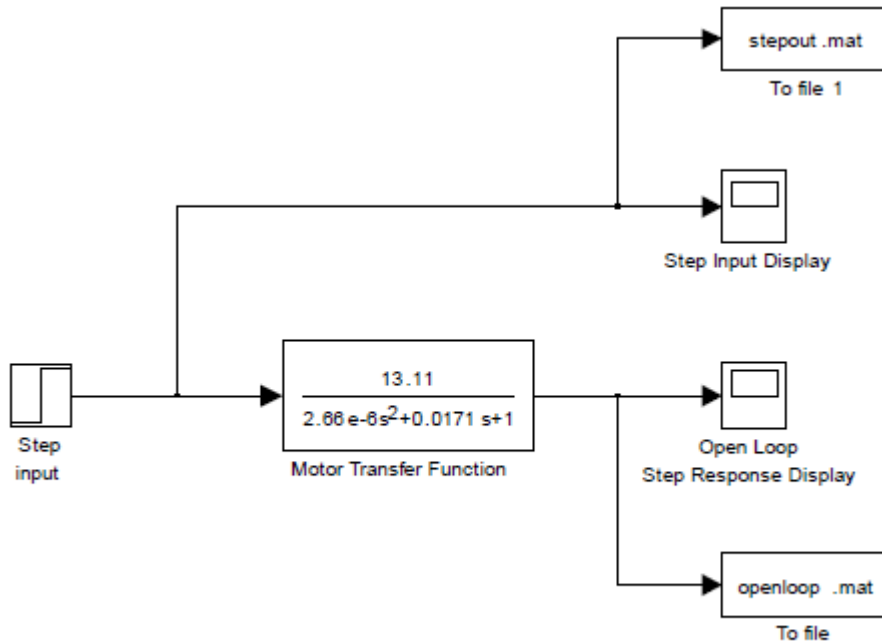 stepout .mat
To file 1
Step Input Display
13.11
2.66e-6s²+0.0171 s+1
Step
input
Motor Transfer Function
Open Loop
Step Response Display
openloop .mat
To file